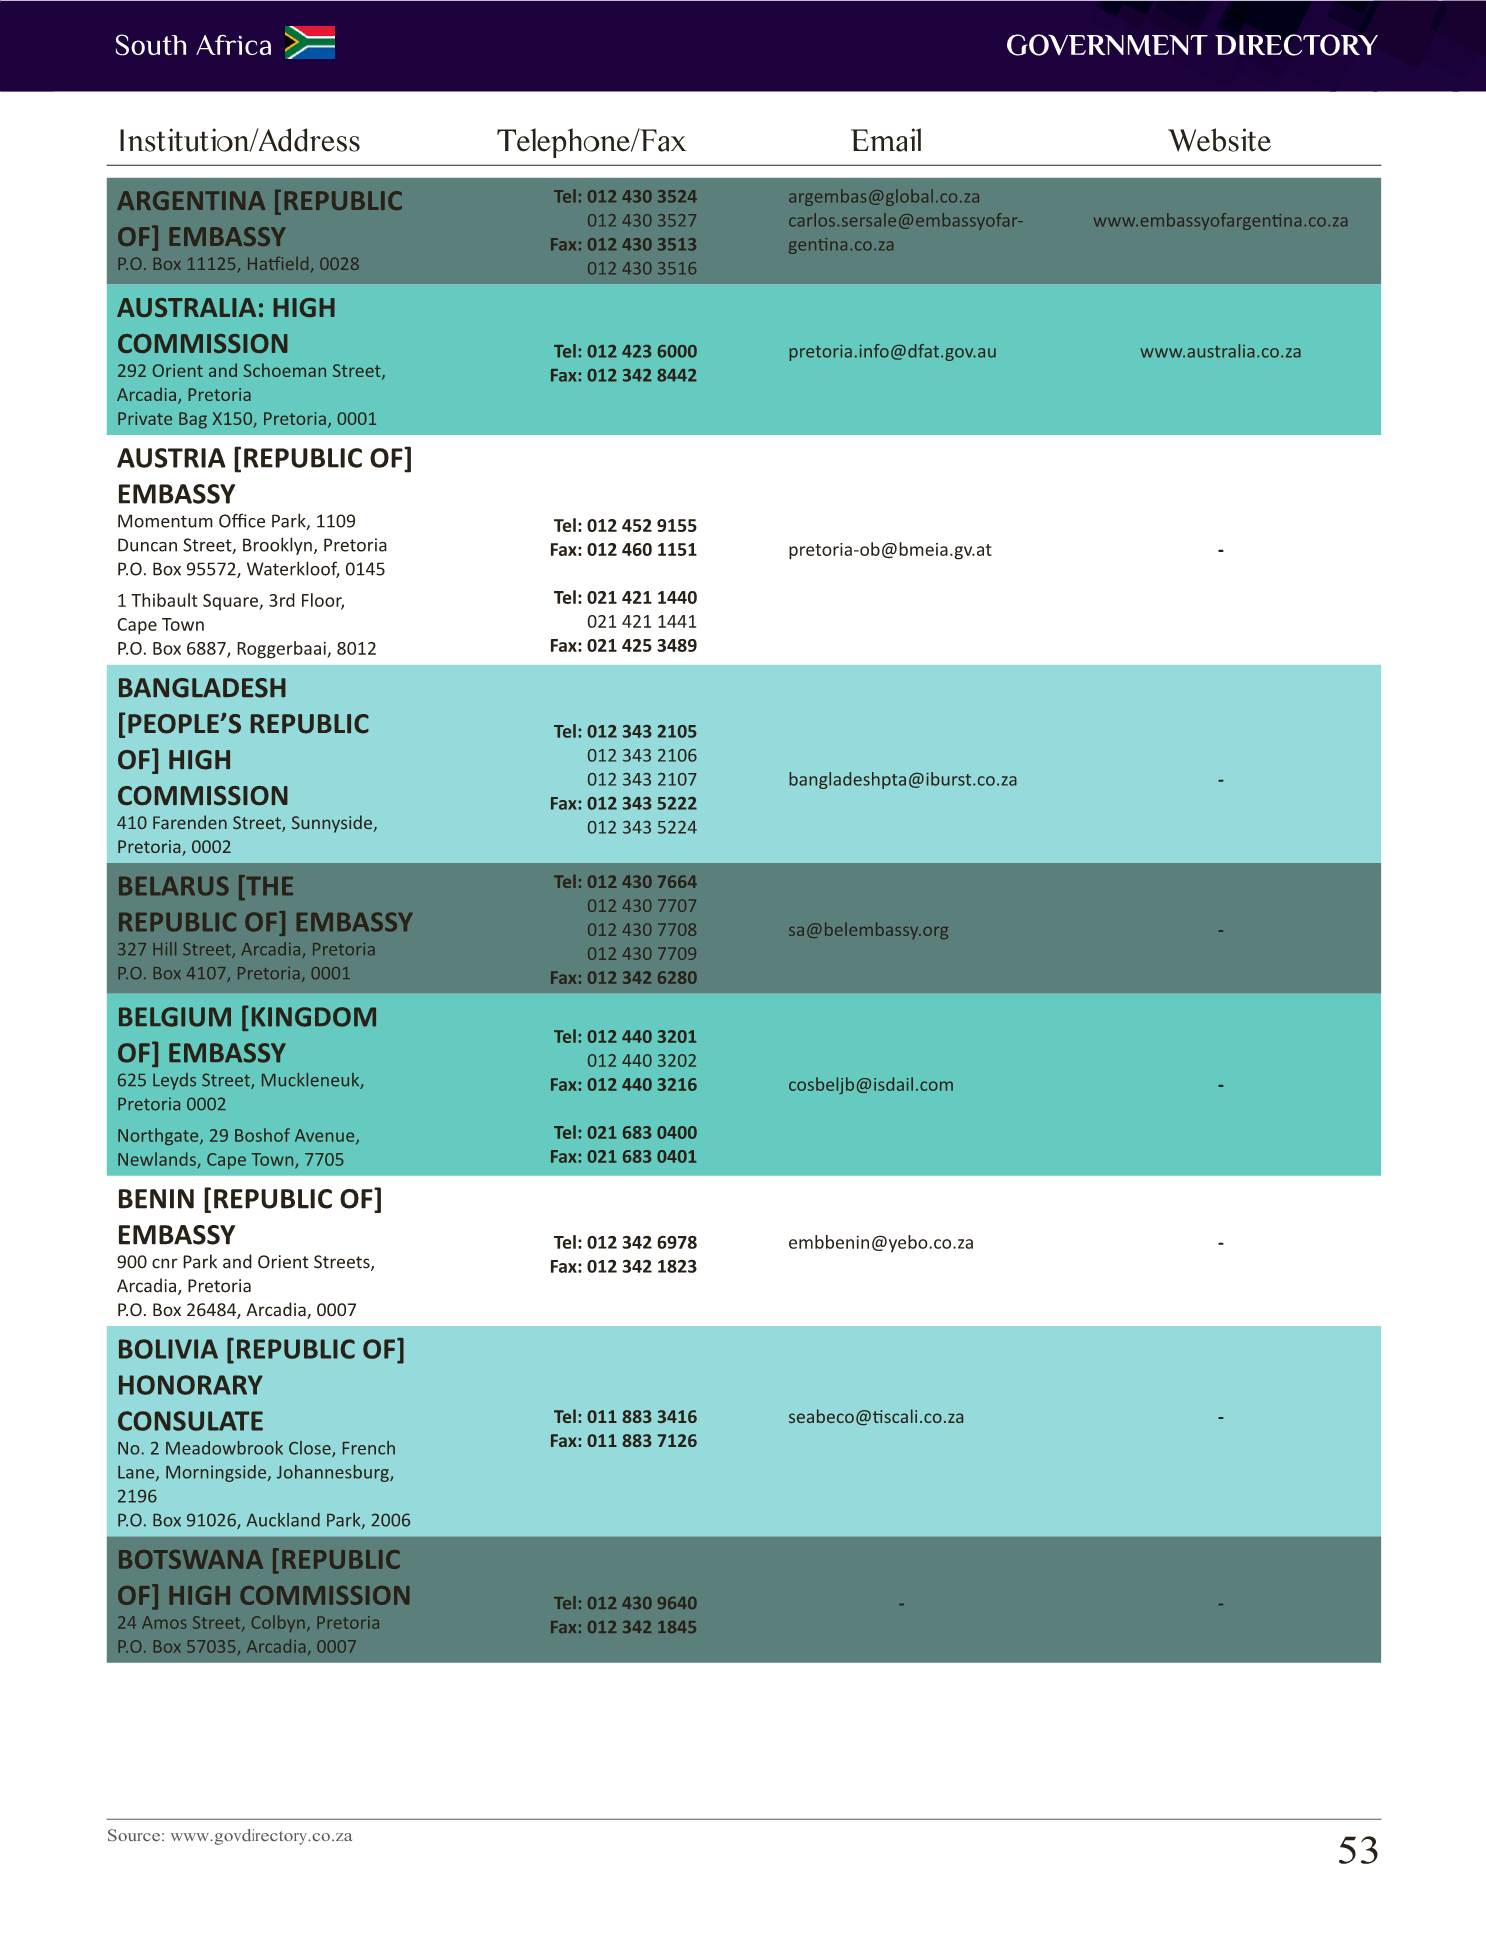 South Africa
GOVERNMENT DIRECTORY
Institution/Address Telephone/Fax Email Website
ARGENTINA [REPUBLIC
OF] EMBASSY
P.O. Box 11125, Hatfield, 0028
Tel: 012 430 3524
012 430 3527
Fax: 012 430 3513
012 430 3516
argembas@global.co.za
carlos.sersale@embassyofar-
gentina.co.za
www.embassyofargentina.co.za
AUSTRALIA: HIGH
COMMISSION
292 Orient and Schoeman Street,
Arcadia, Pretoria
Private Bag X150, Pretoria, 0001
Tel: 012 423 6000
Fax: 012 342 8442
pretoria.info@dfat.gov.au
www.australia.co.za
AUSTRIA [REPUBLIC OF]
EMBASSY
Momentum Office Park, 1109
Duncan Street, Brooklyn, Pretoria
P.O. Box 95572, Waterkloof, 0145
1 Thibault Square, 3rd Floor,
Cape Town
P.O. Box 6887, Roggerbaai, 8012
Tel: 012 452 9155
Fax: 012 460 1151
Tel: 021 421 1440
021 421 1441
Fax: 021 425 3489
pretoria-ob@bmeia.gv.at
-
BANGLADESH
[PEOPLE’S REPUBLIC
OF] HIGH
COMMISSION
410 Farenden Street, Sunnyside,
Pretoria, 0002
Tel: 012 343 2105
012 343 2106
012 343 2107
Fax: 012 343 5222
012 343 5224
bangladeshpta@iburst.co.za
-
BELARUS [THE
REPUBLIC OF] EMBASSY
327 Hill Street, Arcadia, Pretoria
P.O. Box 4107, Pretoria, 0001
Tel: 012 430 7664
012 430 7707
012 430 7708
012 430 7709
Fax: 012 342 6280
sa@belembassy.org
-
BELGIUM [KINGDOM
OF] EMBASSY
625 Leyds Street, Muckleneuk,
Pretoria 0002
Northgate, 29 Boshof Avenue,
Newlands, Cape Town, 7705
Tel: 012 440 3201
012 440 3202
Fax: 012 440 3216
Tel: 021 683 0400
Fax: 021 683 0401
cosbeljb@isdail.com
-
BENIN [REPUBLIC OF]
EMBASSY
900 cnr Park and Orient Streets,
Arcadia, Pretoria
P.O. Box 26484, Arcadia, 0007
Tel: 012 342 6978
Fax: 012 342 1823
embbenin@yebo.co.za
-
BOLIVIA [REPUBLIC OF]
HONORARY
CONSULATE
No. 2 Meadowbrook Close, French
Lane, Morningside, Johannesburg,
2196
P.O. Box 91026, Auckland Park, 2006
Tel: 011 883 3416
Fax: 011 883 7126
seabeco@tiscali.co.za
-
BOTSWANA [REPUBLIC
OF] HIGH COMMISSION
24 Amos Street, Colbyn, Pretoria
P.O. Box 57035, Arcadia, 0007
Tel: 012 430 9640
Fax: 012 342 1845
-
-
Source: www.govdirectory.co.za
53